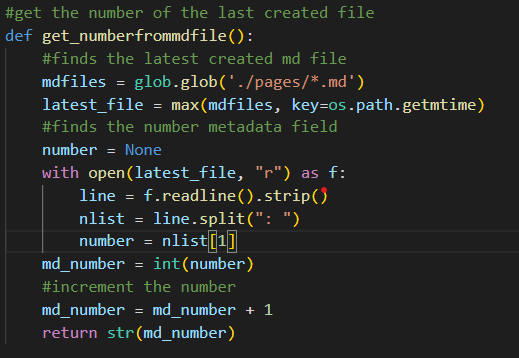 #get the number of the last created file
def get_numberfrommdfile():
    #finds the latest created md file
    mdfiles = glob.glob('./pages/*.md')
    latest_file = max(mdfiles, key=os.path.getmtime)
    #finds the number metadata field
    number = None
    with open(latest_file, "r") as f:
        line = f.readline().strip()
        nlist = line.split(": ")
        number = nlist[1]
    md_number = int(number)
    #increment the number
    md_number = md_number + 1
    return str(md_number)